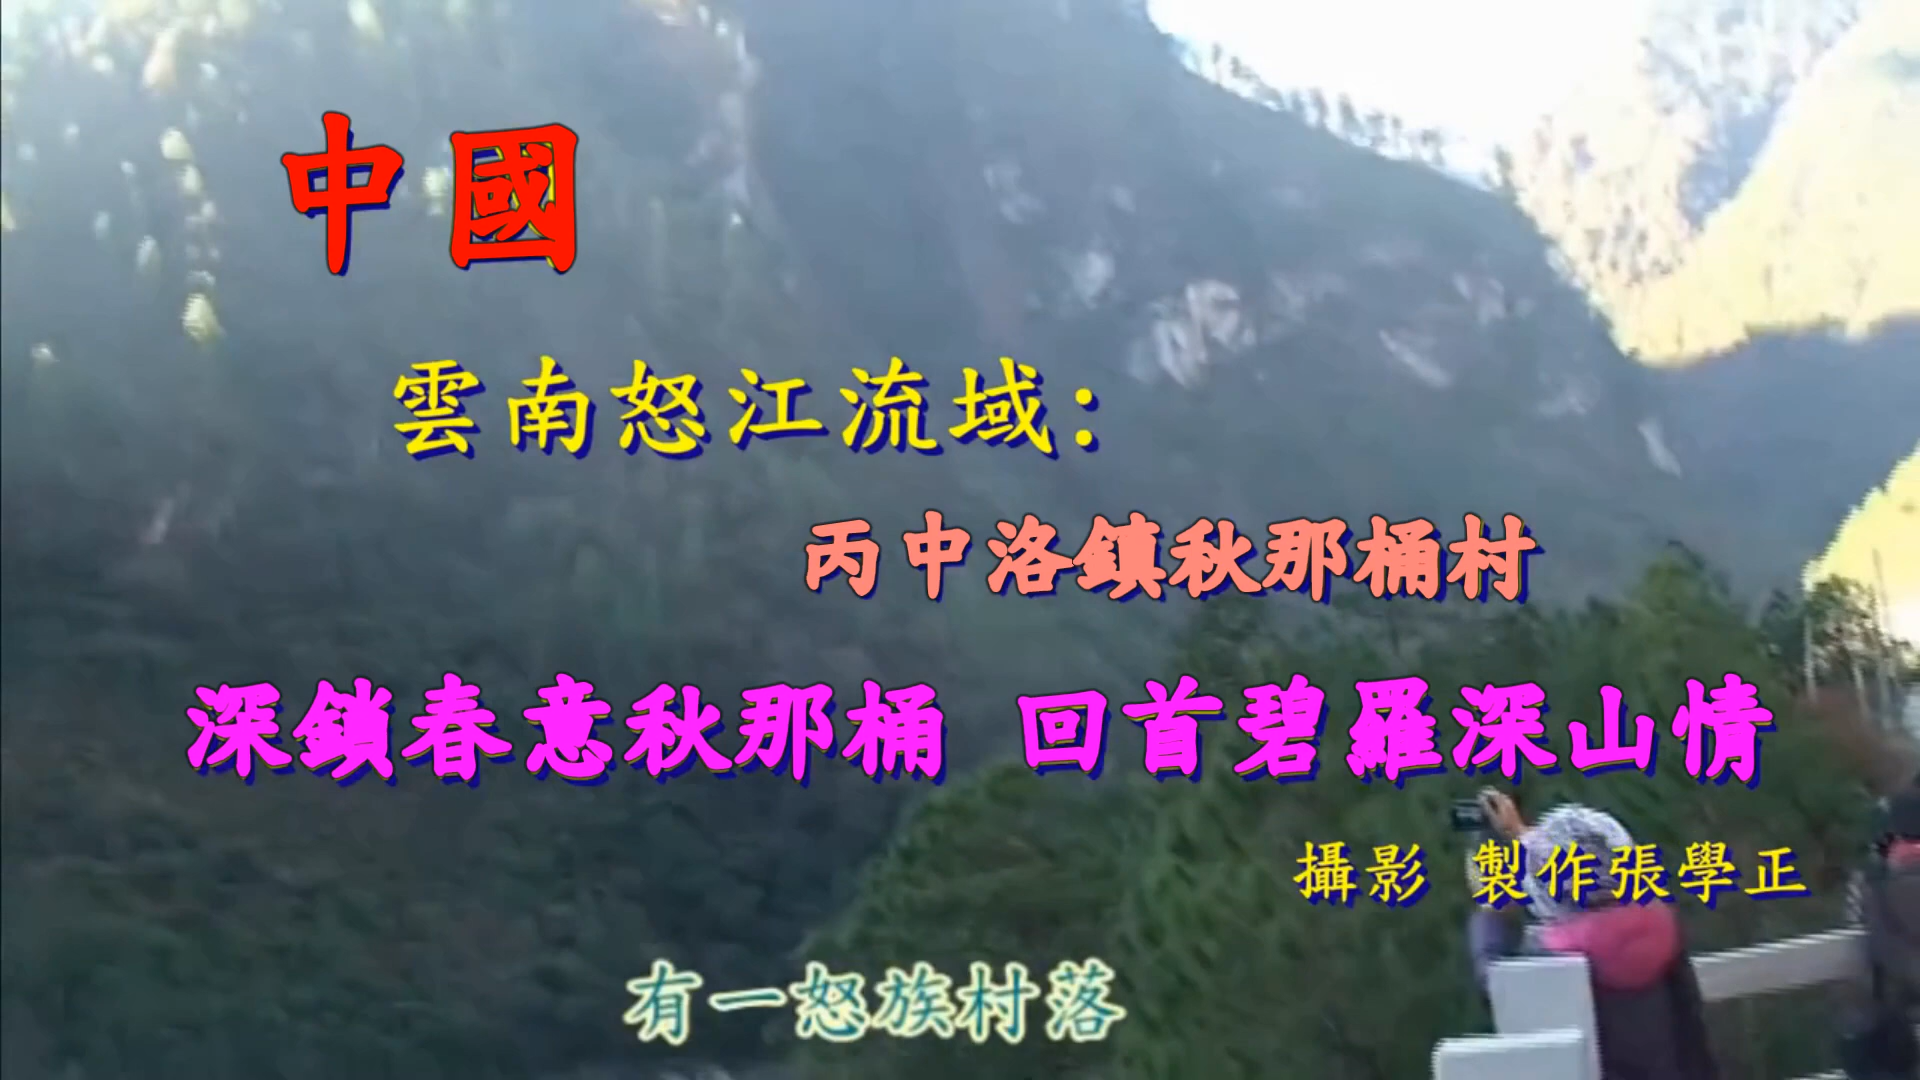 中國
雲南怒江流域：
丙中洛鎮秋那桶村
深鎖春意秋那桶 回首碧羅深山情
攝影 製作張學正
有一怒族村落